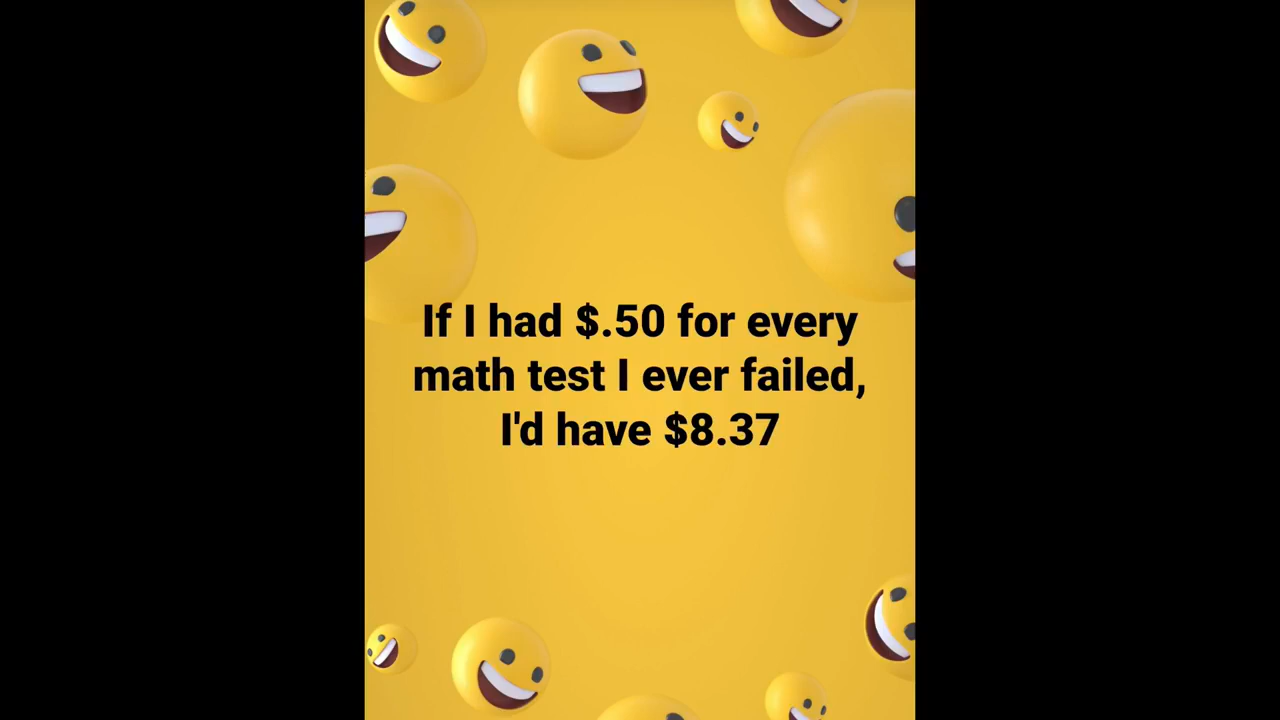 If I had $.50 for every
math test I ever failed,
I'd have $8.37